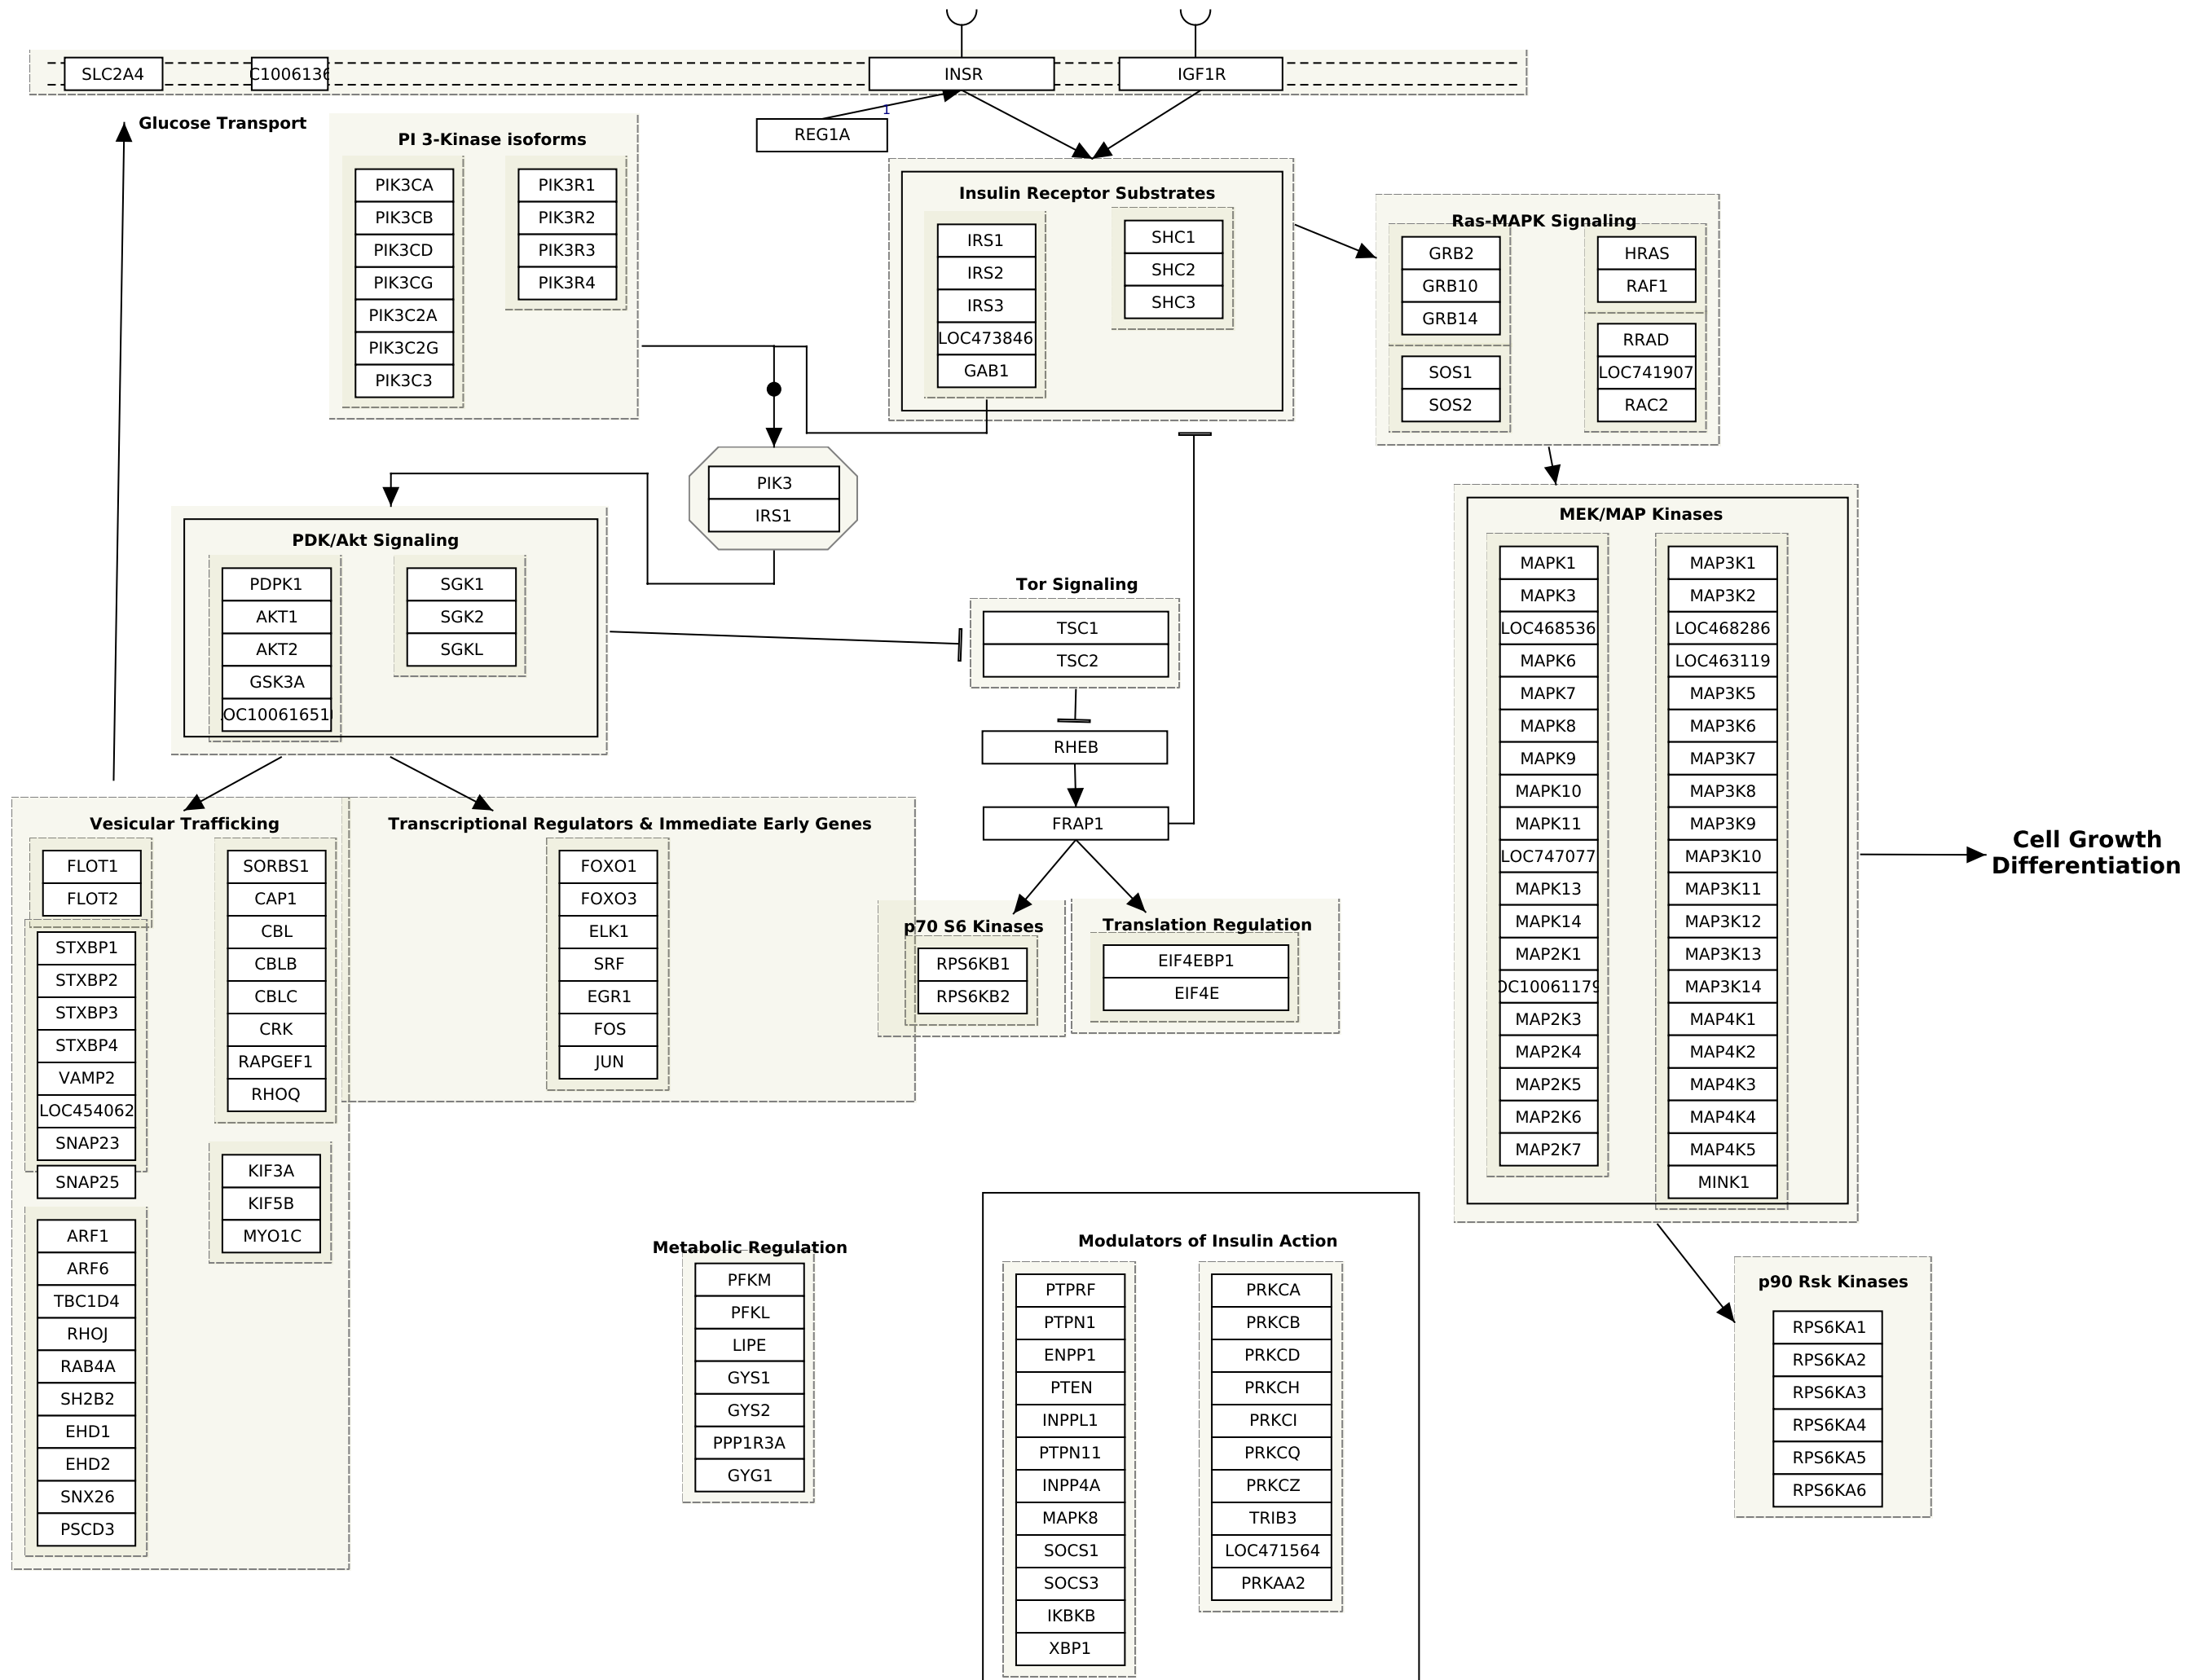 SLC2A4
C1006136
INSR
IGF1R
1
REG1A
Glucose Transport
PI 3-Kinase isoforms
PIK3CA
PIK3CB
PIK3CD
PIK3CG
PIK3C2A
PIK3C2G
PIK3C3
PIK3R1
PIK3R2
PIK3R3
PIK3R4
Insulin Receptor Substrates
IRS1
IRS2
IRS3
LOC473846
GAB1
SHC1
SHC2
SHC3
Ras-MAPK Signaling
GRB2
GRB10
GRB14
SOS1
SOS2
HRAS
RAF1
RRAD
LOC741907
RAC2
PIK3
IRS1
PDK/Akt Signaling
PDPK1
AKT1
AKT2
GSK3A
OC10061651
SGK1
SGK2
SGKL
Tor Signaling
TSC1
TSC2
RHEB
FRAP1
MEK/MAP Kinases
MAPK1
MAPK3
LOC468536
MAPK6
MAPK7
MAPK8
MAPK9
MAPK10
MAPK11
LOC747077
MAPK13
MAPK14
MAP2K1
OC10061179
MAP2K3
MAP2K4
MAP2K5
MAP2K6
MAP2K7
MAP3K1
MAP3K2
LOC468286
LOC463119
MAP3K5
MAP3K6
MAP3K7
MAP3K8
MAP3K9
MAP3K10
MAP3K11
MAP3K12
MAP3K13
MAP3K14
MAP4K1
MAP4K2
MAP4K3
MAP4K4
MAP4K5
MINK1
Cell Growth
Differentiation
Vesicular Trafficking
FLOT1
FLOT2
STXBP1
STXBP2
STXBP3
STXBP4
VAMP2
LOC454062
SNAP23
SNAP25
ARF1
ARF6
TBC1D4
RHOJ
RAB4A
SH2B2
EHD1
EHD2
SNX26
PSCD3
SORBS1
CAP1
CBL
CBLB
CBLC
CRK
RAPGEF1
RHOQ
KIF3A
KIF5B
MYO1C
Transcriptional Regulators & Immediate Early Genes
FOXO1
FOXO3
ELK1
SRF
EGR1
FOS
JUN
p70 S6 Kinases
RPS6KB1
RPS6KB2
Translation Regulation
EIF4EBP1
EIF4E
Metabolic Regulation
PFKM
PFKL
LIPE
GYS1
GYS2
PPP1R3A
GYG1
Modulators of Insulin Action
PTPRF
PTPN1
ENPP1
PTEN
INPPL1
PTPN11
INPP4A
MAPK8
SOCS1
SOCS3
IKBKB
XBP1
PRKCA
PRKCB
PRKCD
PRKCH
PRKCI
PRKCQ
PRKCZ
TRIB3
LOC471564
PRKAA2
p90 Rsk Kinases
RPS6KA1
RPS6KA2
RPS6KA3
RPS6KA4
RPS6KA5
RPS6KA6